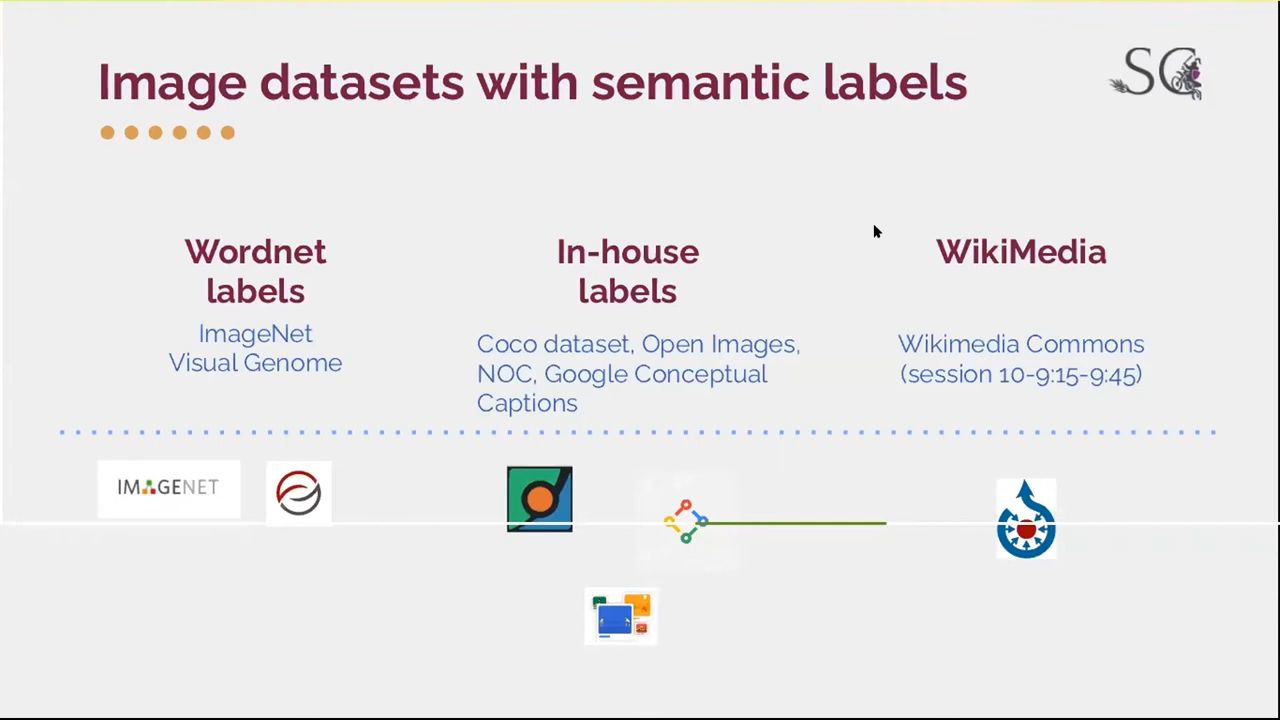 Image datasets with semantic labels
SC
Wordnet
labels
ImageNet
Visual Genome
In-house
labels
Coco dataset, Open Images,
NOC, Google Conceptual
Captions
WikiMedia
Wikimedia Commons
(session 10-9:15-9:45)
IMAGENET